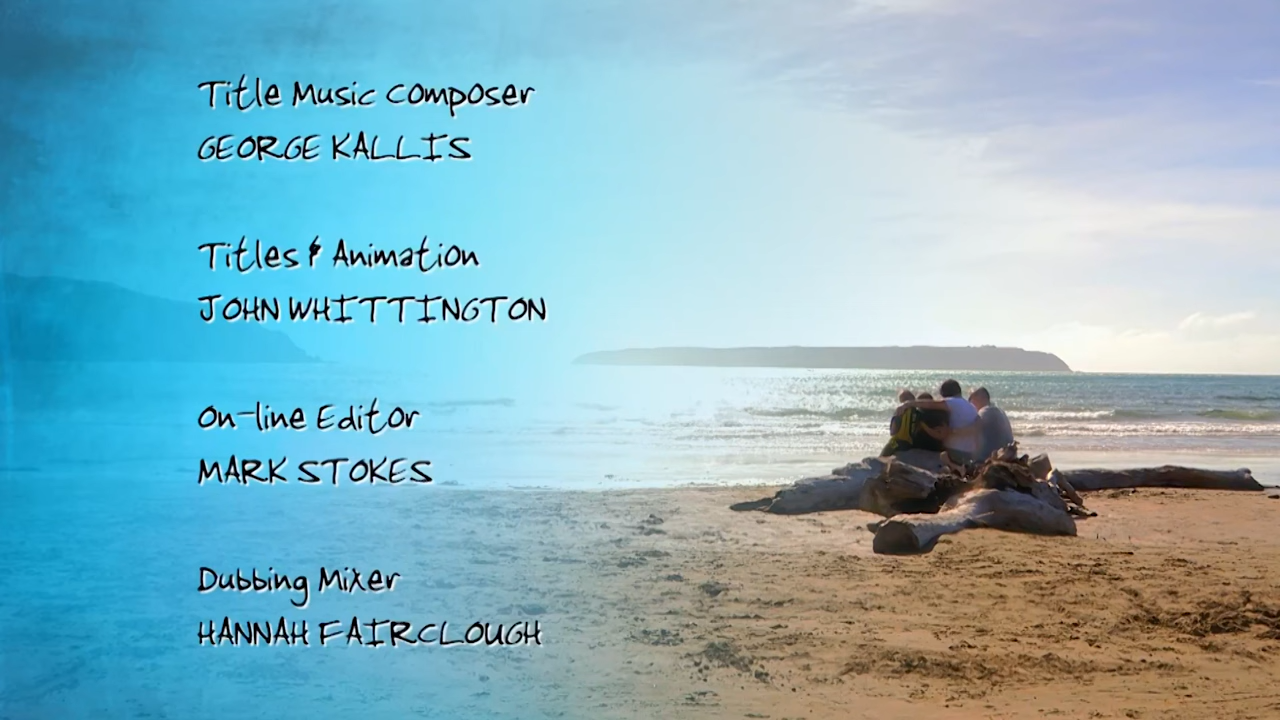 Title Music Composer
GEORGE KALLIS
Titles & Animation
JOHN WHITTINGTON
On-line Editor
MARK STOKES
Dubbing Mixer
HANNAH FAIRCLOUGH